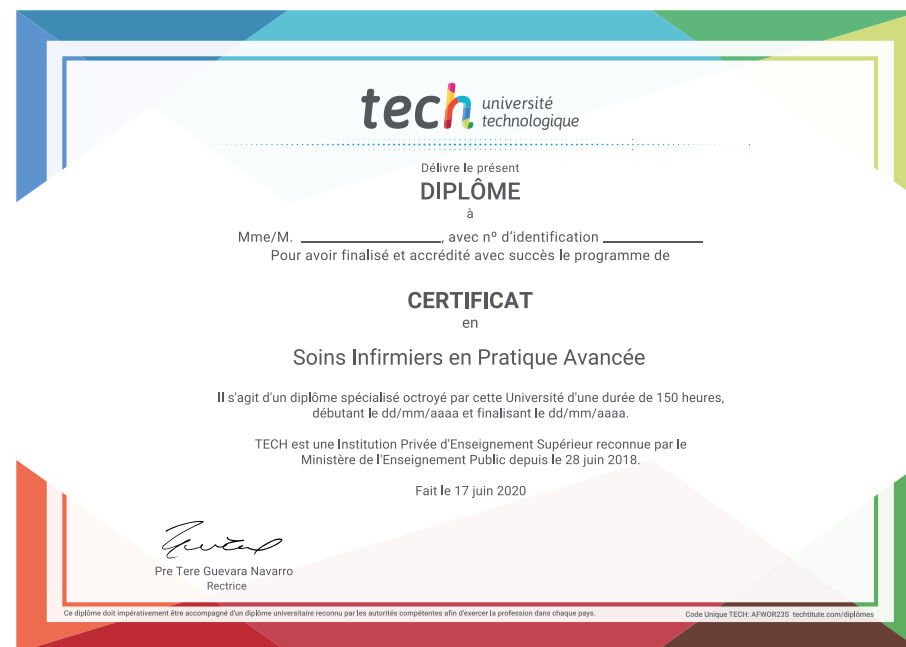 tech université
technologique
Délivre le présent
DIPLÔME
à
Mme/M. ____________________, avec nº d'identification ______________
Pour avoir finalisé et accrédité avec succès le programme de
CERTIFICAT
en
Soins Infirmiers en Pratique Avancée
Il s'agit d'un diplôme spécialisé octroyé par cette Université d'une durée de 150 heures,
débutant le dd/mm/aaaa et finalisant le dd/mm/aaaa.
TECH est une Institution Privée d'Enseignement Supérieur reconnue par le
Ministère de l'Enseignement Public depuis le 28 juin 2018.
Fait le 17 juin 2020
Pre Tere Guevara Navarro
Rectrice
Ce diplôme doit impérativement être accompagné d'un diplôme universitaire reconnu par les autorités compétentes afin d'exercer la profession dans chaque pays.
Code Unique TECH: AFWOR23S techtitute.com/diplômes